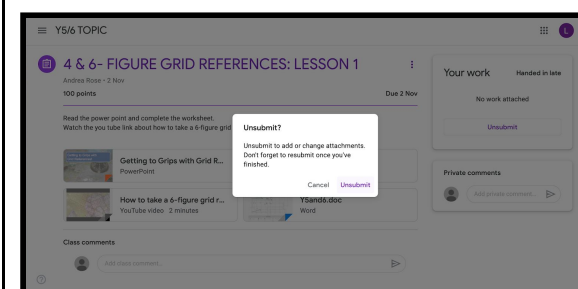 Y5/6 TOPIC
L
4 & 6- FIGURE GRID REFERENCES: LESSON 1
Andrea Rose - 2 Nov
100 points
Due 2 Nov
Read the power point and complete the worksheet.
Watch the you tube link about how to take a 6-figure grid
Getting to Grips with Grid R...
PowerPoint
How to take a 6-figure grid r...
YouTube video 2 minutes
Y5and6.doc
Word
Class comments
Add class comment...
Unsubmit?
Unsubmit to add or change attachments.
Don't forget to resubmit once you've
finished.
Cancel Unsubmit
Your work
Handed in late
No work attached
Unsubmit
Private comments
Add private comment...